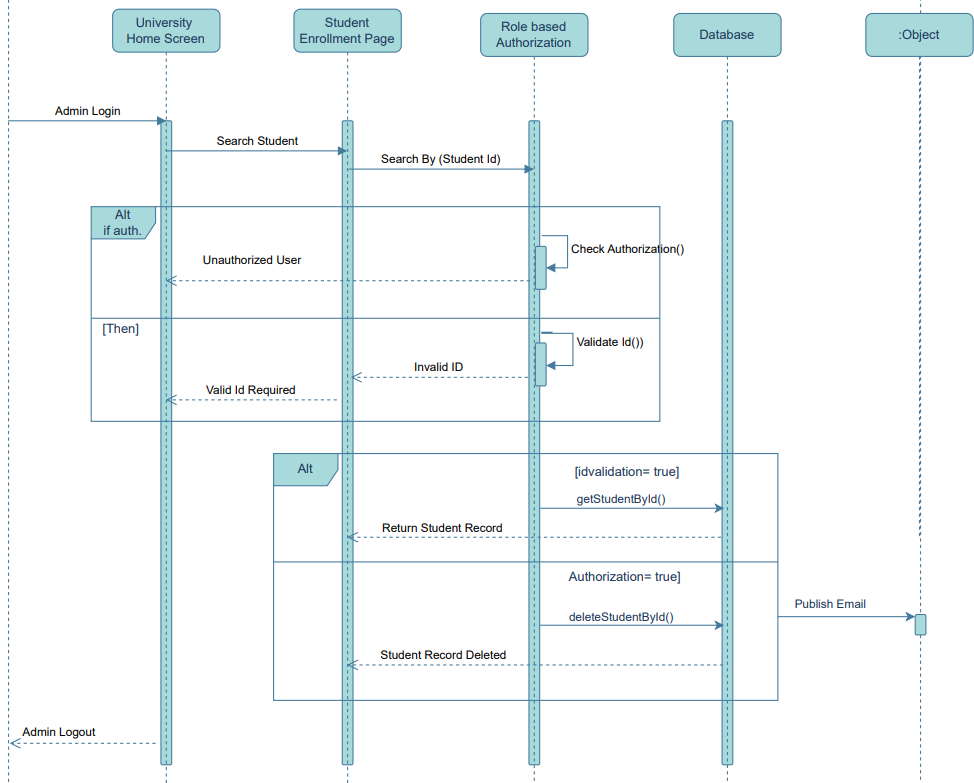 University
Home Screen
Student
Enrollment Page
Role based
Authorization
Database
:Object
Admin Login
Search Student
Search By (Student Id)
Alt
if auth.
Check Authorization()
Unauthorized User
[Then]
Validate Id())
Invalid ID
Valid Id Required
Alt
[idvalidation= true]
getStudentById()
Return Student Record
Authorization= true]
Publish Email
deleteStudentById()
Student Record Deleted
Admin Logout